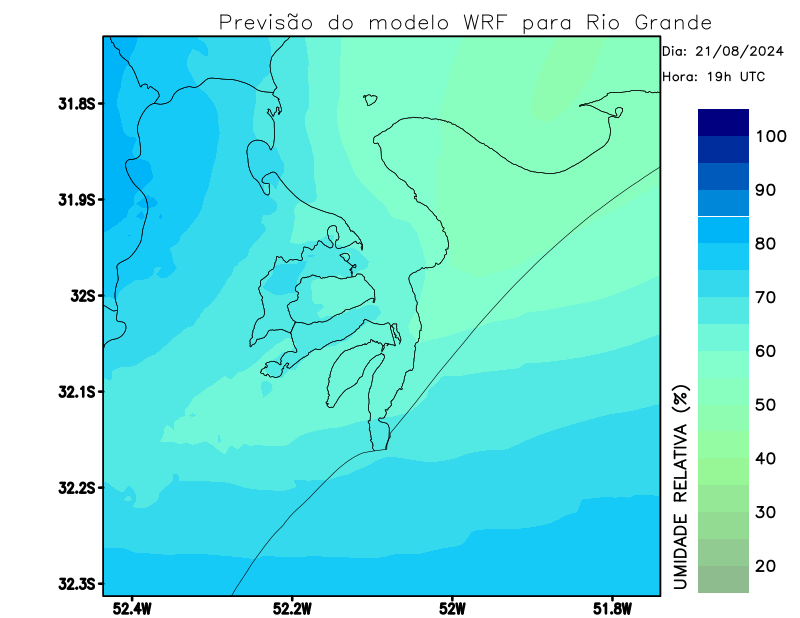 Previsão do modelo WRF para Rio Grande
Dia: 21/08/2024
Hora: 19h UTC
31.8S
31.9S
32S
32.1S
32.2S
32.3S
52.4W
52.2W
52W
51.8W
100
90
80
70
60
50
40
30
20
UMIDADE RELATIVA (%)